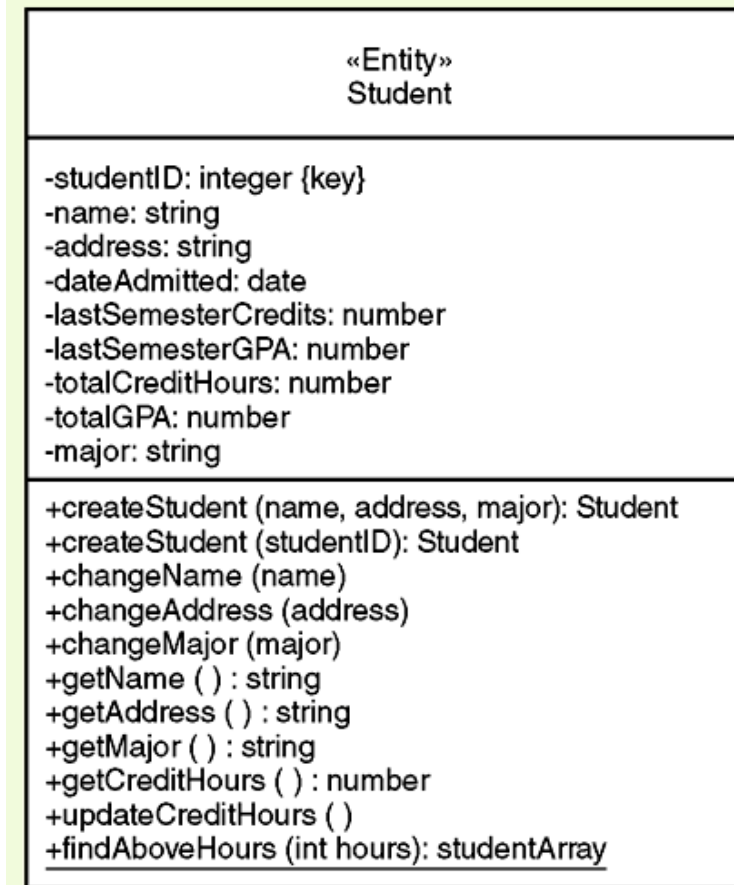 «Entity»
Student
-studentID: integer {key}
-name: string
-address: string
-dateAdmitted: date
-lastSemesterCredits: number
-lastSemesterGPA: number
-totalCreditHours: number
-totalGPA: number
-major: string
+createStudent (name, address, major): Student
+createStudent (studentID): Student
+changeName (name)
+changeAddress (address)
+changeMajor (major)
+getName ( ) : string
+getAddress ( ) : string
+getMajor ( ) : string
+getCreditHours ( ) : number
+updateCreditHours ( )
+findAboveHours (int hours): studentArray